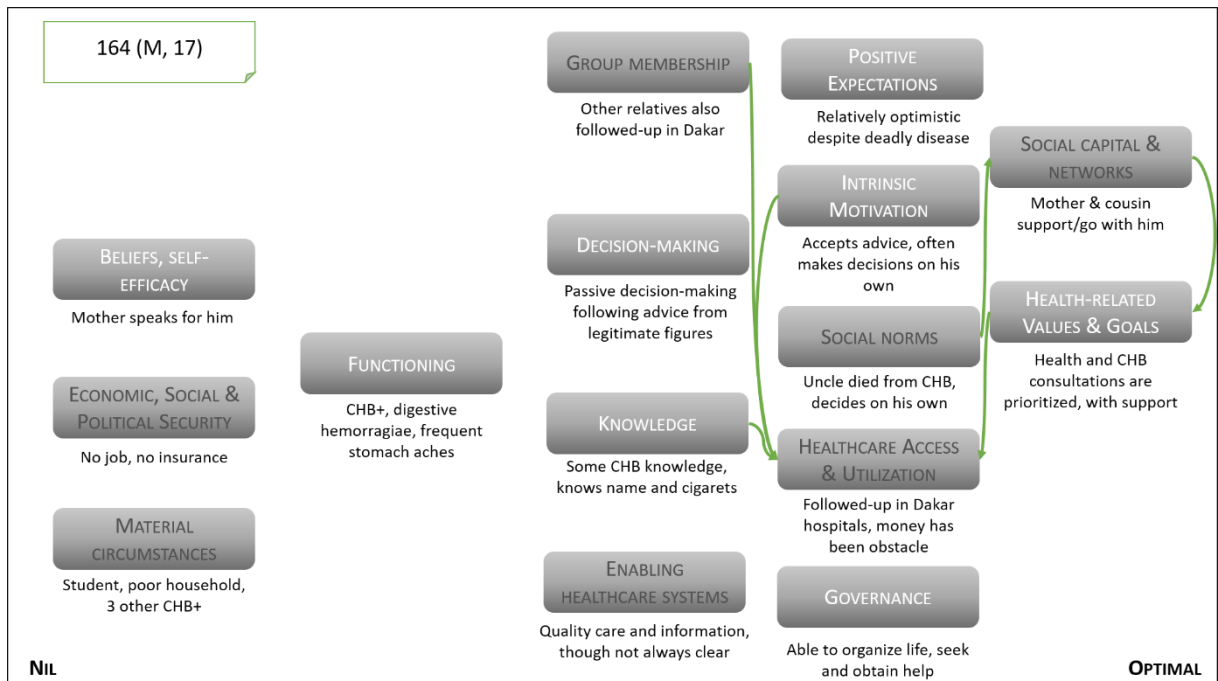 164 (M, 17)
BELIEFS, SELF-
EFFICACY
Mother speaks for him
ECONOMIC, SOCIAL &
POLITICAL SECURITY
No job, no insurance
MATERIAL
CIRCUMSTANCES
Student, poor household,
3 other CHB+
NIL
FUNCTIONING
CHB+, digestive
hemorragiae, frequent
stomach aches
GROUP MEMBERSHIP
Other relatives also
followed-up in Dakar
DECISION-MAKING
Passive decision-making
following advice from
legitimate figures
KNOWLEDGE
Some CHB knowledge,
knows name and cigarets
ENABLING
HEALTHCARE SYSTEMS
Quality care and information,
though not always clear
POSITIVE
EXPECTATIONS
Relatively optimistic
despite deadly disease
INTRINSIC
MOTIVATION
Accepts advice, often
makes decisions on his
own
SOCIAL NORMS
Uncle died from CHB,
decides on his own
HEALTHCARE ACCESS
& UTILIZATION
Followed-up in Dakar
hospitals, money has
been obstacle
GOVERNANCE
Able to organize life, seek
and obtain help
SOCIAL CAPITAL &
NETWORKS
Mother & cousin
support/go with him
HEALTH-RELATED
VALUES & GOALS
Health and CHB
consultations are
prioritized, with support
OPTIMAL